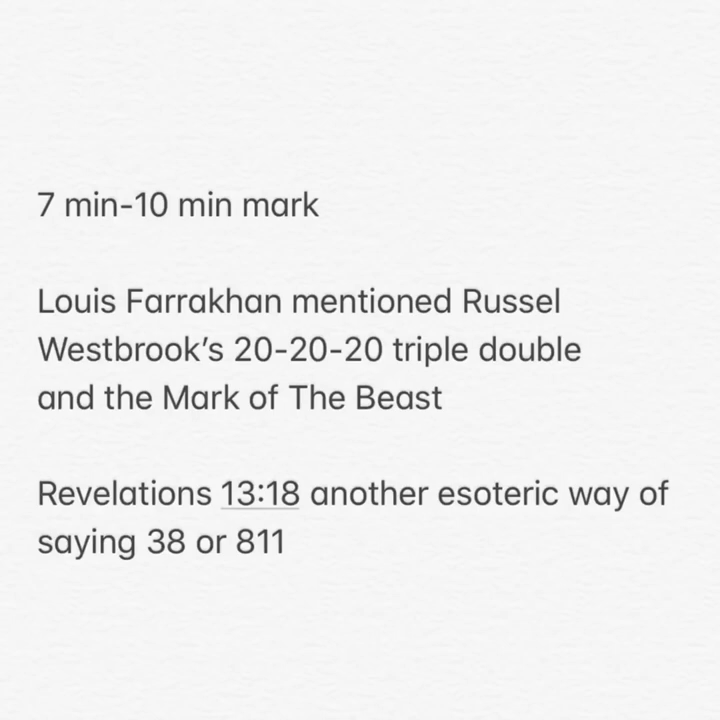 7 min-10 min mark
Louis Farrakhan mentioned Russel
Westbrook's 20-20-20 triple double
and the Mark of The Beast
Revelations 13:18 another esoteric way of
saying 38 or 811